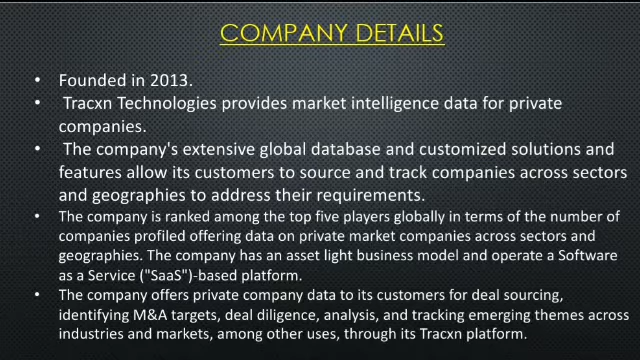 COMPANY DETAILS
• Founded in 2013.
• Tracxn Technologies provides market intelligence data for private
companies.
• The company's extensive global database and customized solutions and
features allow its customers to source and track companies across sectors
and geographies to address their requirements.
• The company is ranked among the top five players globally in terms of the number of
companies profiled offering data on private market companies across sectors and
geographies. The company has an asset light business model and operate a Software
as a Service ("SaaS")-based platform.
• The company offers private company data to its customers for deal sourcing,
identifying M&A targets, deal diligence, analysis, and tracking emerging themes across
industries and markets, among other uses, through its Tracxn platform.